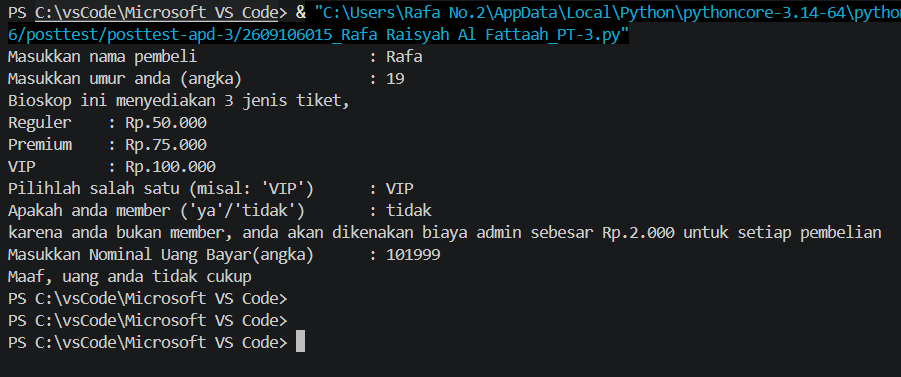 PS C:\vsCode\Microsoft VS Code> & "C:\Users\Rafa No.2\AppData\Local\Python\pythoncore-3.14-64\pytho
6/posttest/posttest-apd-3/2609106015_Rafa Raisyah Al Fattaah_PT-3.py"
Masukkan nama pembeli : Rafa
Masukkan umur anda (angka) : 19
Bioskop ini menyediakan 3 jenis tiket,
Reguler : Rp.50.000
Premium : Rp.75.000
VIP : Rp.100.000
Pilihlah salah satu (misal: 'VIP') : VIP
Apakah anda member ('ya'/'tidak') : tidak
karena anda bukan member, anda akan dikenakan biaya admin sebesar Rp.2.000 untuk setiap pembelian
Masukkan Nominal Uang Bayar(angka) : 101999
Maaf, uang anda tidak cukup
PS C:\vsCode\Microsoft VS Code>
PS C:\vsCode\Microsoft VS Code>
PS C:\vsCode\Microsoft VS Code>